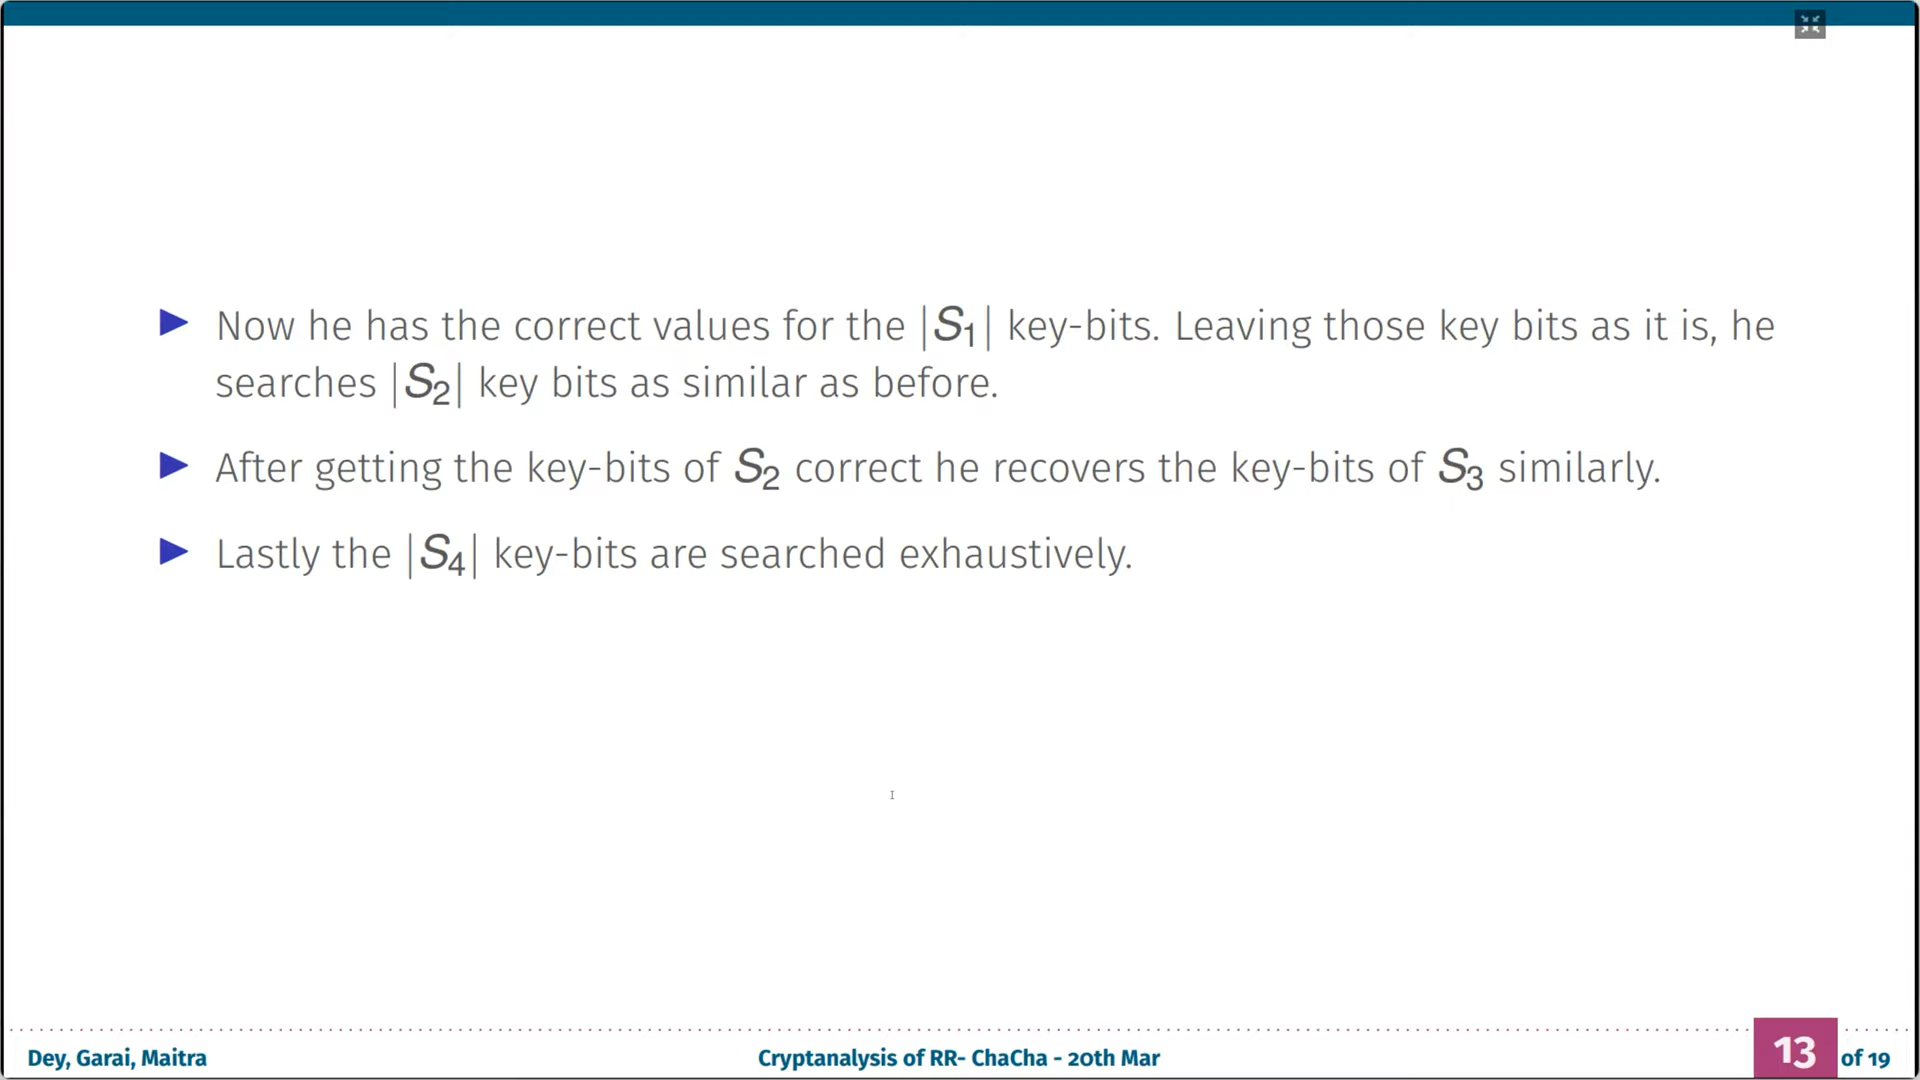 Now he has the correct values for the |S₁| key-bits. Leaving those key bits as it is, he
searches |S₂| key bits as similar as before.
After getting the key-bits of S₂ correct he recovers the key-bits of S₃ similarly.
Lastly the |S₄| key-bits are searched exhaustively.
Dey, Garai, Maitra
Cryptanalysis of RR- ChaCha - 20th Mar
13 of 19